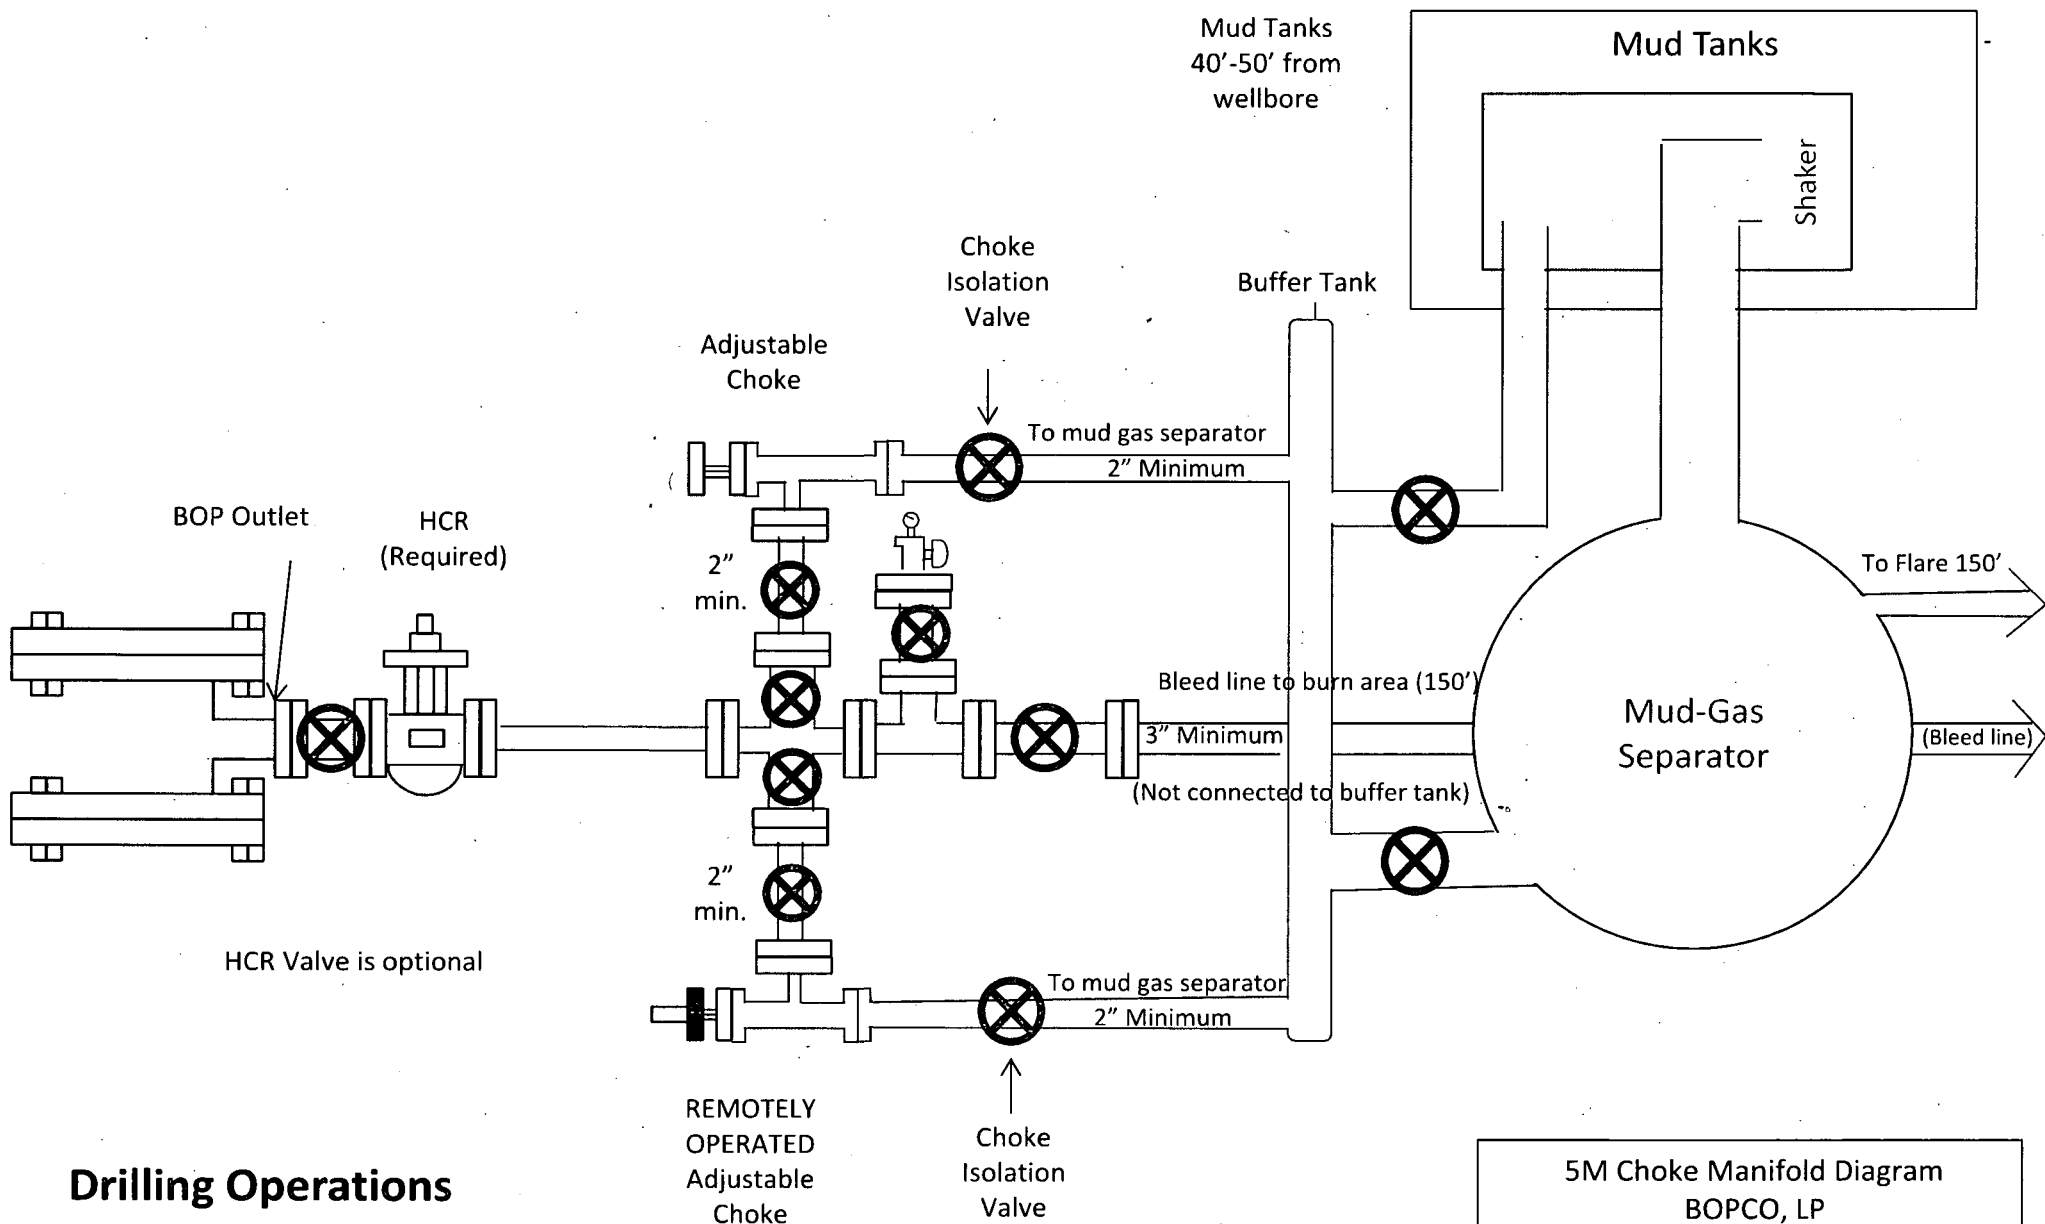 Mud Tanks
40'-50' from
wellbore
Mud Tanks
Shaker
Choke
Isolation
Valve
Buffer Tank
Adjustable
Choke
To mud gas separator
2” Minimum
BOP Outlet
HCR
(Required)
2”
min.
To Flare 150'
Bleed line to burn area (150')
3” Minimum
(Not connected to buffer tank)
Mud-Gas
Separator
(Bleed line)
2”
min.
HCR Valve is optional
To mud gas separator
2” Minimum
REMOTELY
OPERATED
Adjustable
Choke
Choke
Isolation
Valve
Drilling Operations
5M Choke Manifold Diagram
BOPCO, LP